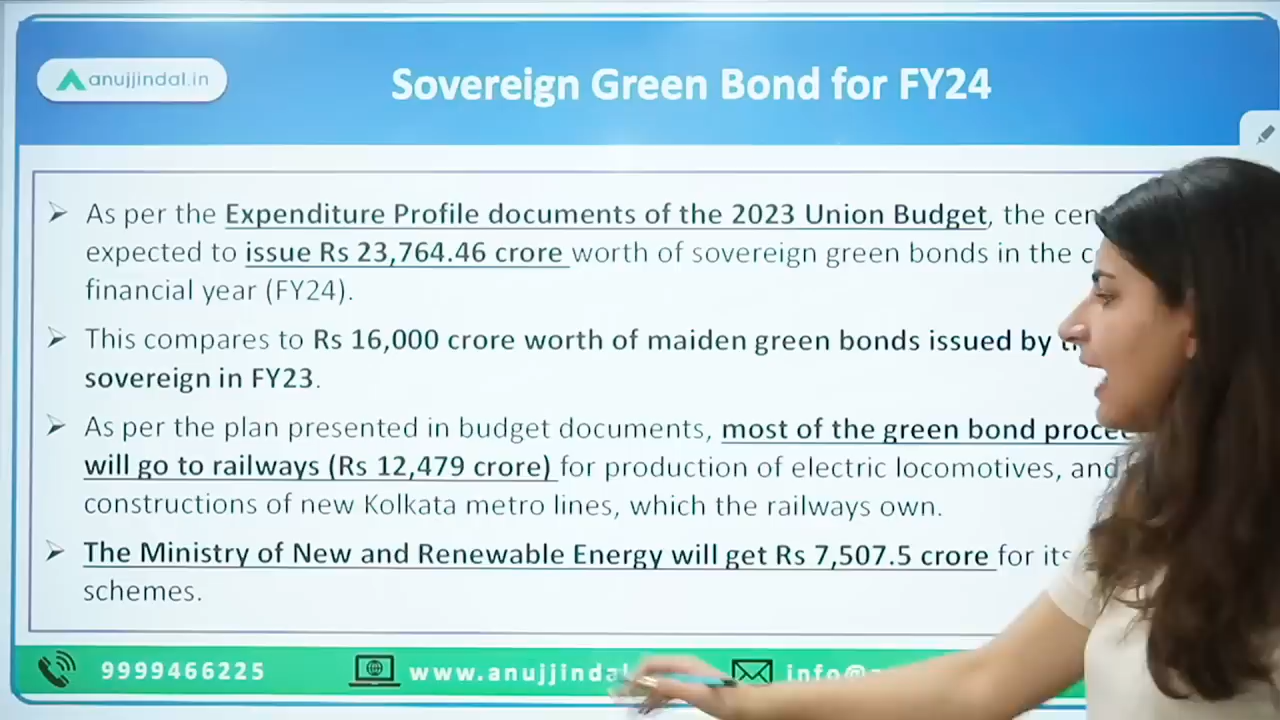 anujjindal.in
Sovereign Green Bond for FY24
➢ As per the Expenditure Profile documents of the 2023 Union Budget, the
expected to issue Rs 23,764.46 crore worth of sovereign green bonds in the
financial year (FY24).
➢ This compares to Rs 16,000 crore worth of maiden green bonds issued by
sovereign in FY23.
➢ As per the plan presented in budget documents, most of the green bond
will go to railways (Rs 12,479 crore) for production of electric locomotives, and
constructions of new Kolkata metro lines, which the railways own.
➢ The Ministry of New and Renewable Energy will get Rs 7,507.5 crore for its
schemes.
9999466225 www.anujjinda info@